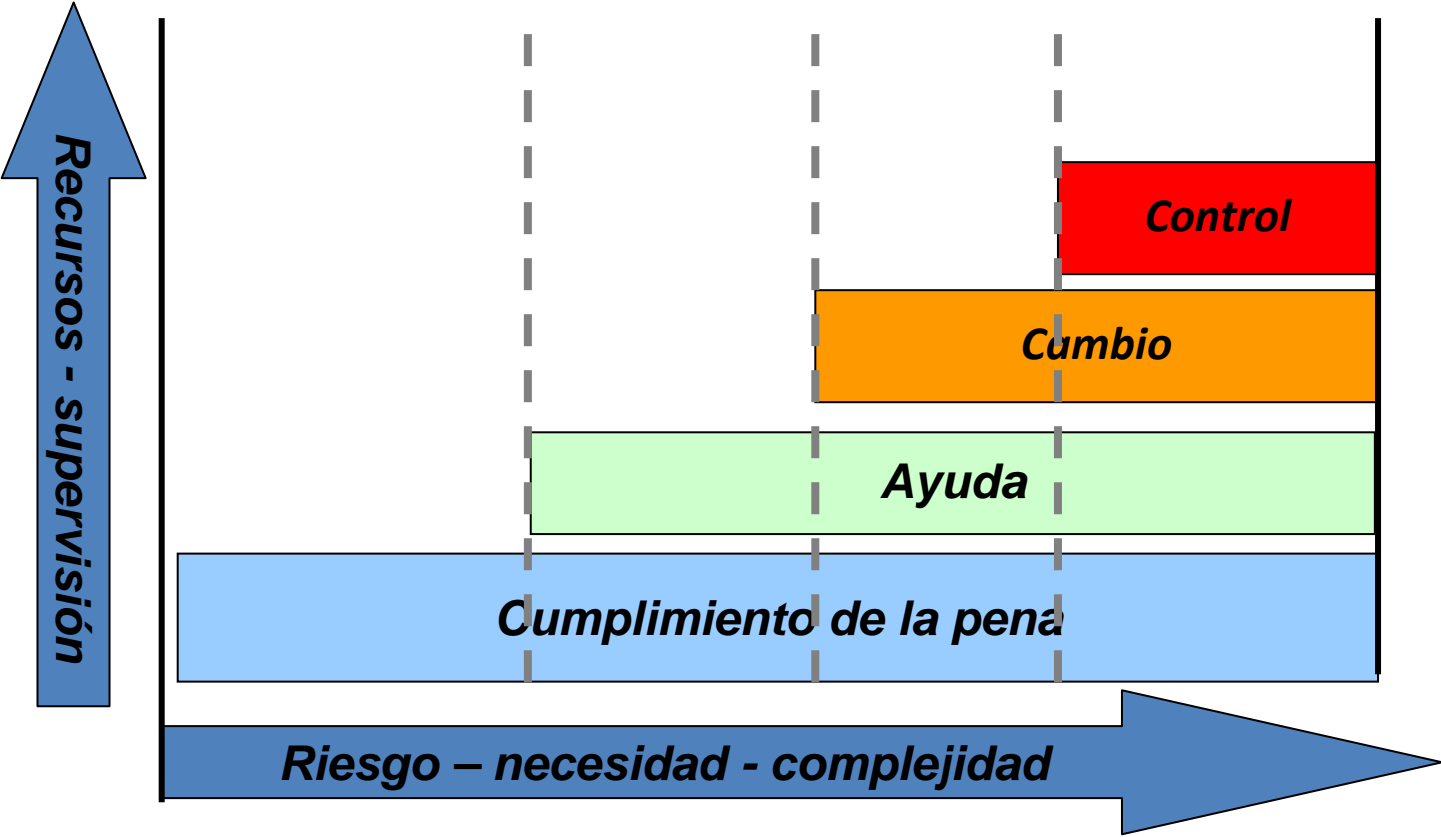 Recursos - supervisión
Control
Cambio
Ayuda
Cumplimiento de la pena
Riesgo – necesidad - complejidad